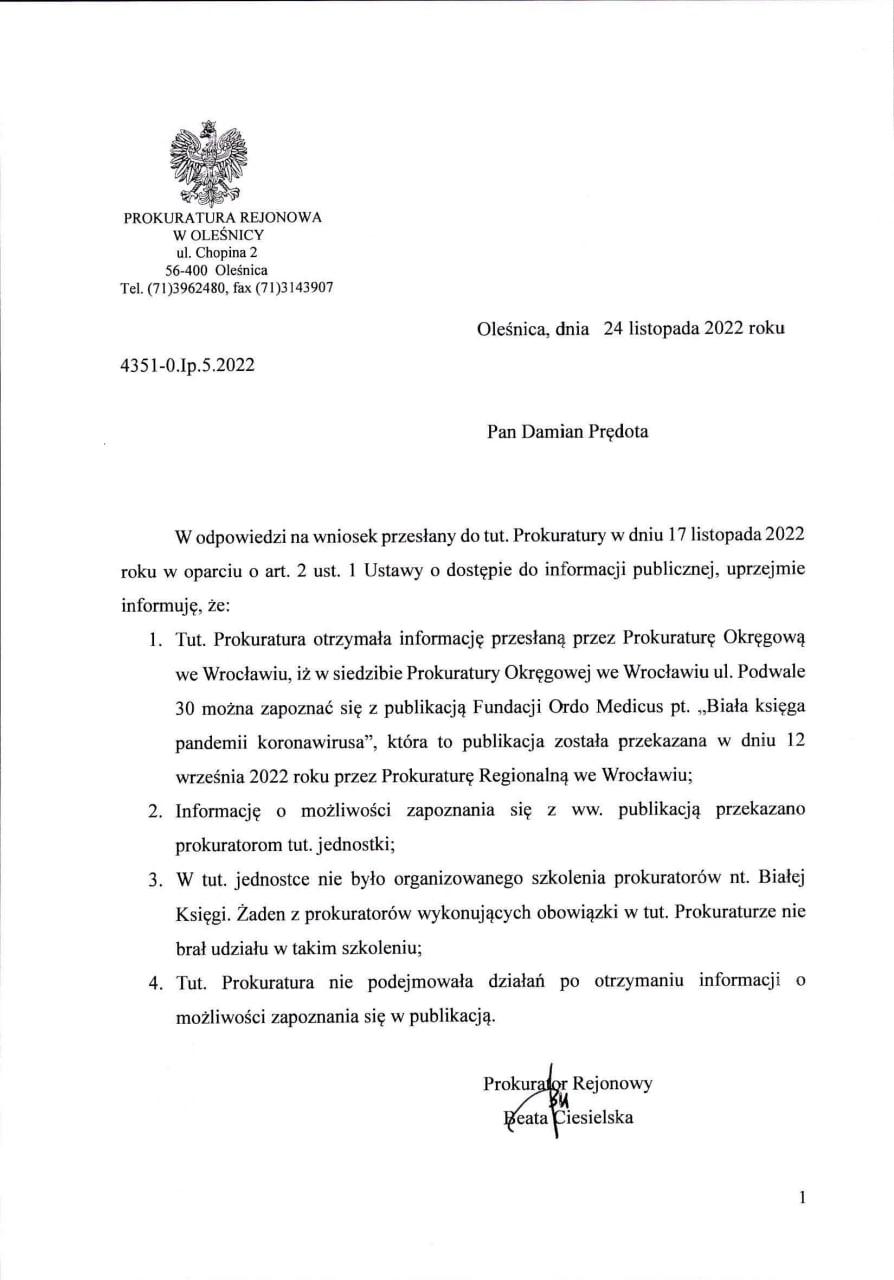 PROKURATURA REJONOWA
W OLEŚNICY
ul. Chopina 2
56-400 Oleśnica
Tel. (71)3962480, fax (71)3143907
Oleśnica, dnia 24 listopada 2022 roku
4351-0.Ip.5.2022
Pan Damian Prędota
W odpowiedzi na wniosek przesłany do tut. Prokuratury w dniu 17 listopada 2022
roku w oparciu o art. 2 ust. 1 Ustawy o dostępie do informacji publicznej, uprzejmie
informuję, że:
1. Tut. Prokuratura otrzymała informację przesłaną przez Prokuraturę Okręgową
we Wrocławiu, iż w siedzibie Prokuratury Okręgowej we Wrocławiu ul. Podwale
30 można zapoznać się z publikacją Fundacji Ordo Medicus pt. „Biała księga
pandemii koronawirusa”, która to publikacja została przekazana w dniu 12
września 2022 roku przez Prokuraturę Regionalną we Wrocławiu;
2. Informację o możliwości zapoznania się z ww. publikacją przekazano
prokuratorom tut. jednostki;
3. W tut. jednostce nie było organizowanego szkolenia prokuratorów nt. Białej
Księgi. Żaden z prokuratorów wykonujących obowiązki w tut. Prokuraturze nie
brał udziału w takim szkoleniu;
4. Tut. Prokuratura nie podejmowała działań po otrzymaniu informacji o
możliwości zapoznania się w publikacją.
Prokurator Rejonowy
Beata Ciesielska
1